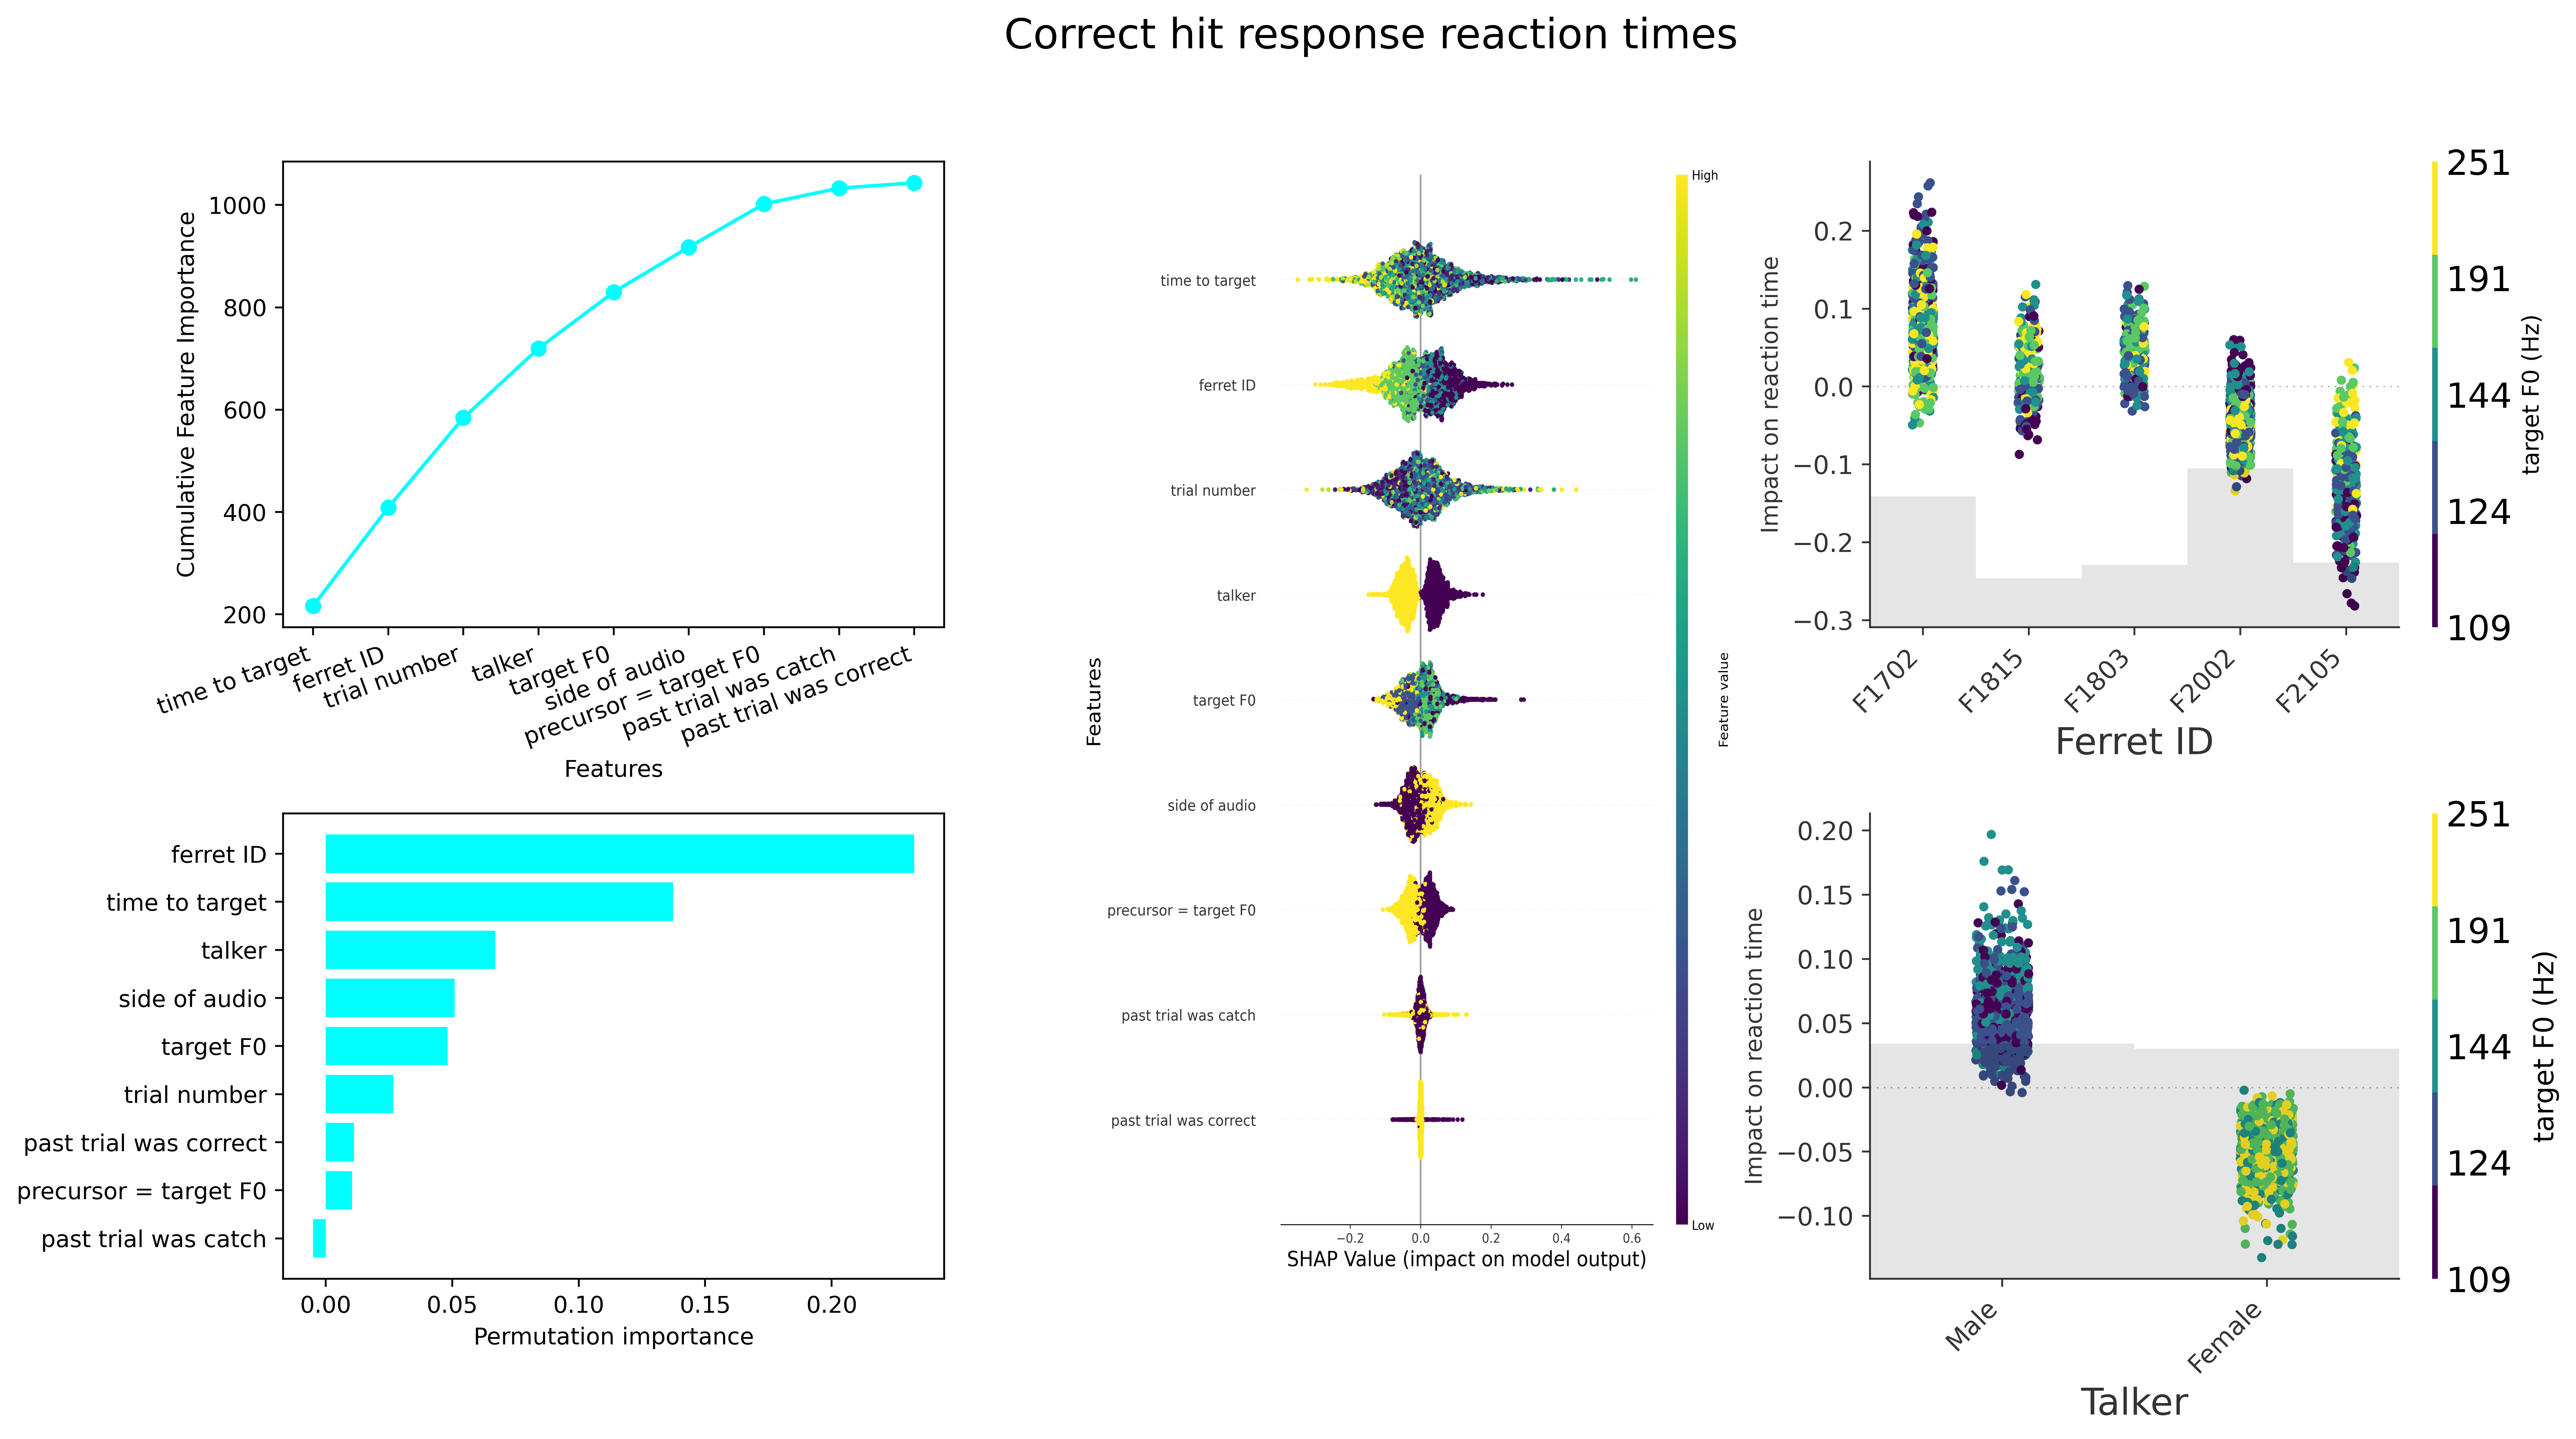 Correct hit response reaction times
Cumulative Feature Importance
1000
800
600
400
200
time to target
ferret ID
trial number
talker
target F0
side of audio
precursor = target F0
past trial was catch
past trial was correct
Features
ferret ID
time to target
talker
side of audio
target F0
trial number
past trial was correct
precursor = target F0
past trial was catch
0.00 0.05 0.10 0.15 0.20
Permutation importance
Features
time to target
ferret ID
trial number
talker
target F0
side of audio
precursor = target F0
past trial was catch
past trial was correct
−0.2 0.0 0.2 0.4 0.6
SHAP Value (impact on model output)
High
Feature value
Low
Impact on reaction time
0.2
0.1
0.0
−0.1
−0.2
−0.3
F1702
F1815
F1803
F2002
F2105
Ferret ID
251
191
144
124
109
target F0 (Hz)
Impact on reaction time
0.20
0.15
0.10
0.05
0.00
−0.05
−0.10
Male
Female
Talker
251
191
144
124
109
target F0 (Hz)